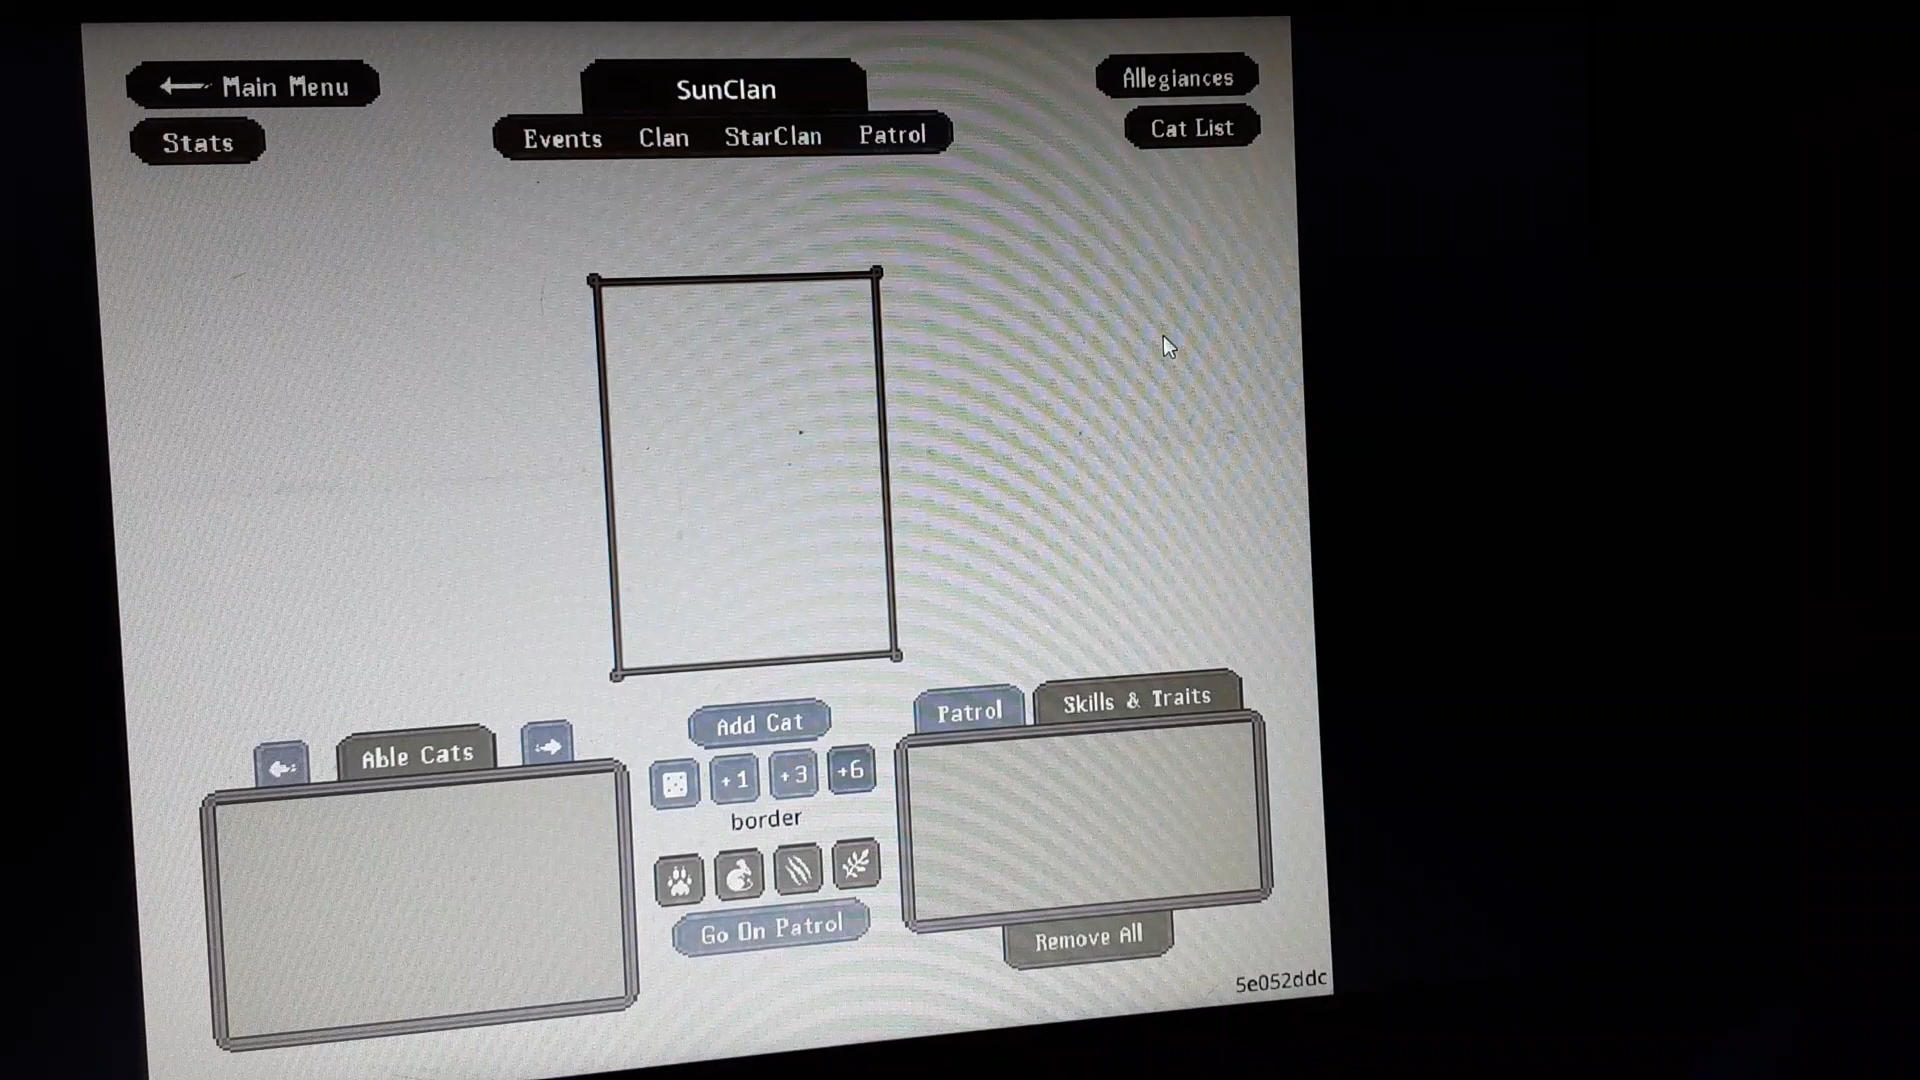 Main Menu
SunClan
Allegiances
Stats
Events Clan StarClan Patrol
Cat List
Add Cat
Patrol
Skills & Traits
Able Cats
+1 +3 +6
border
Go On Patrol
Remove All
5e052ddc